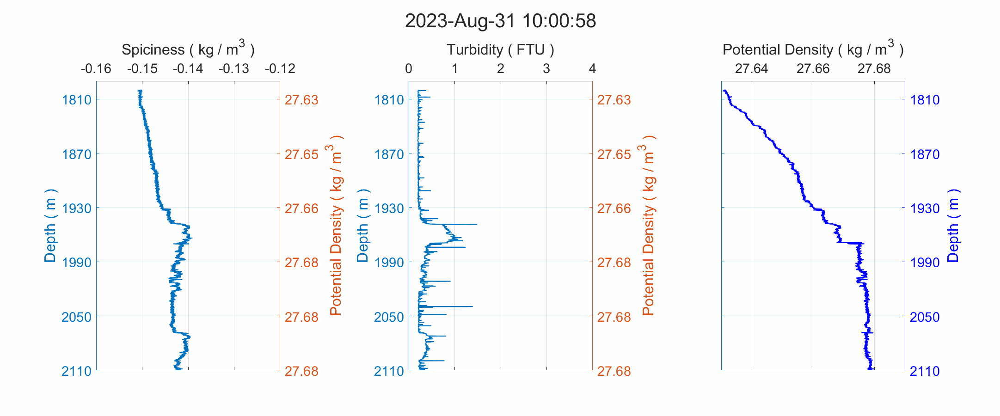 2023-Aug-31 10:00:58
Spiciness ( kg / m³ )
-0.16 -0.15 -0.14 -0.13 -0.12
Depth ( m )
1810
1870
1930
1990
2050
2110
27.63
27.65
27.66
27.68
27.68
27.68
Potential Density ( kg / m³ )
Turbidity ( FTU )
0 1 2 3 4
Depth ( m )
1810
1870
1930
1990
2050
2110
27.63
27.65
27.66
27.68
27.68
27.68
Potential Density ( kg / m³ )
Potential Density ( kg / m³ )
27.64 27.66 27.68
1810
1870
1930
1990
2050
2110
Depth ( m )